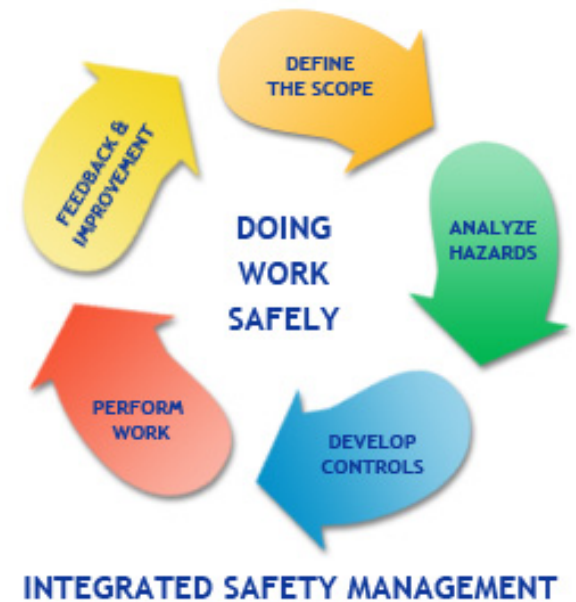 DEFINE
THE SCOPE
ANALYZE
HAZARDS
DEVELOP
CONTROLS
PERFORM
WORK
FEEDBACK &
IMPROVEMENT
DOING
WORK
SAFELY
INTEGRATED SAFETY MANAGEMENT